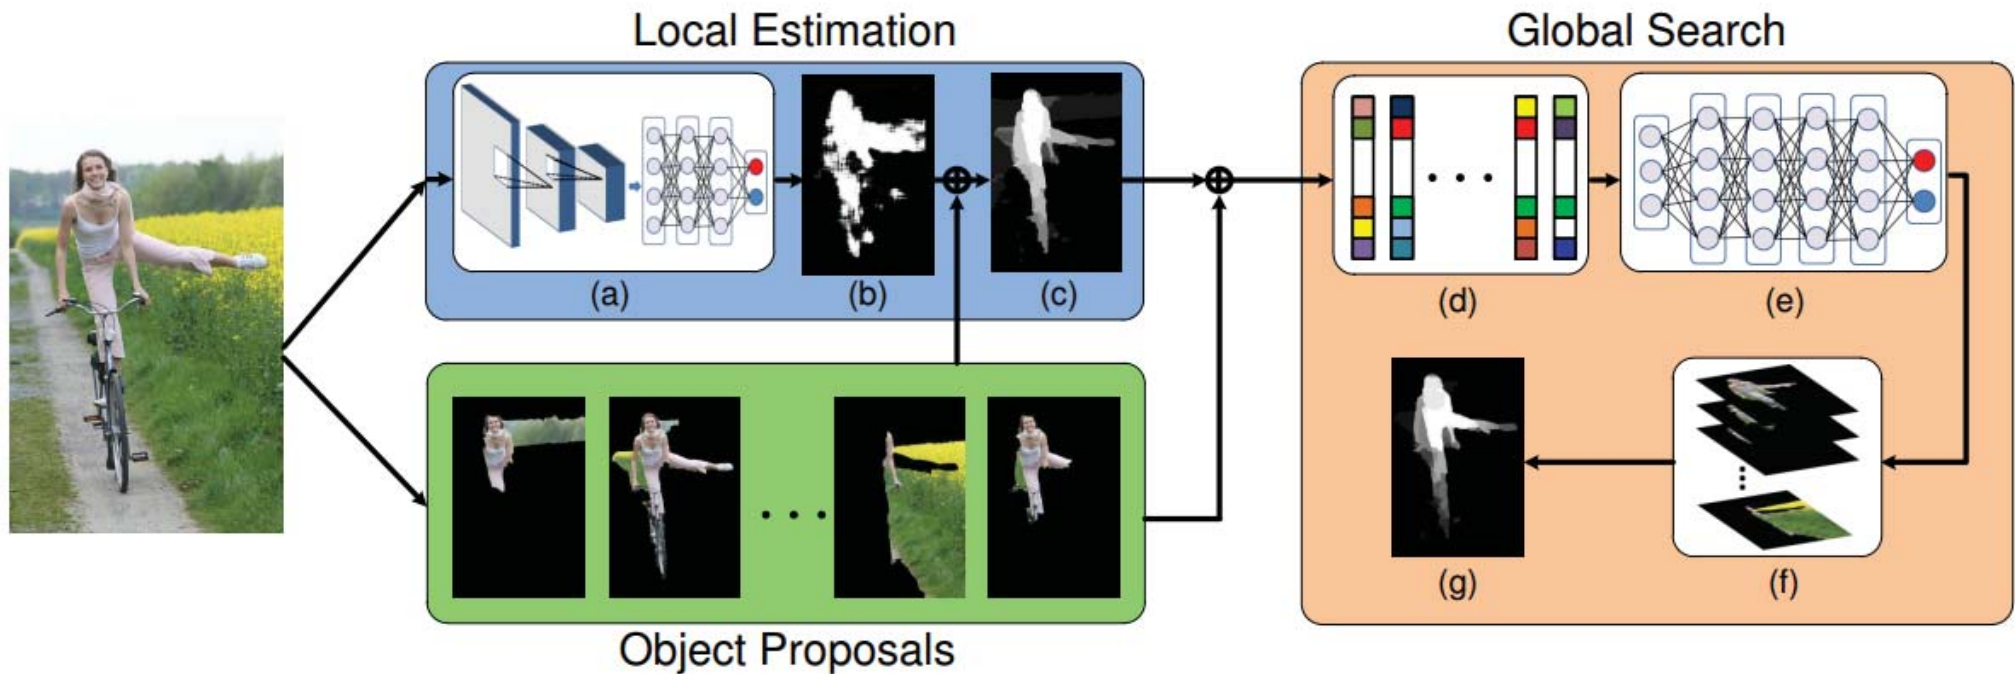 Local Estimation
Global Search
(a)
(b)
(c)
(d)
(e)
(g)
(f)
Object Proposals